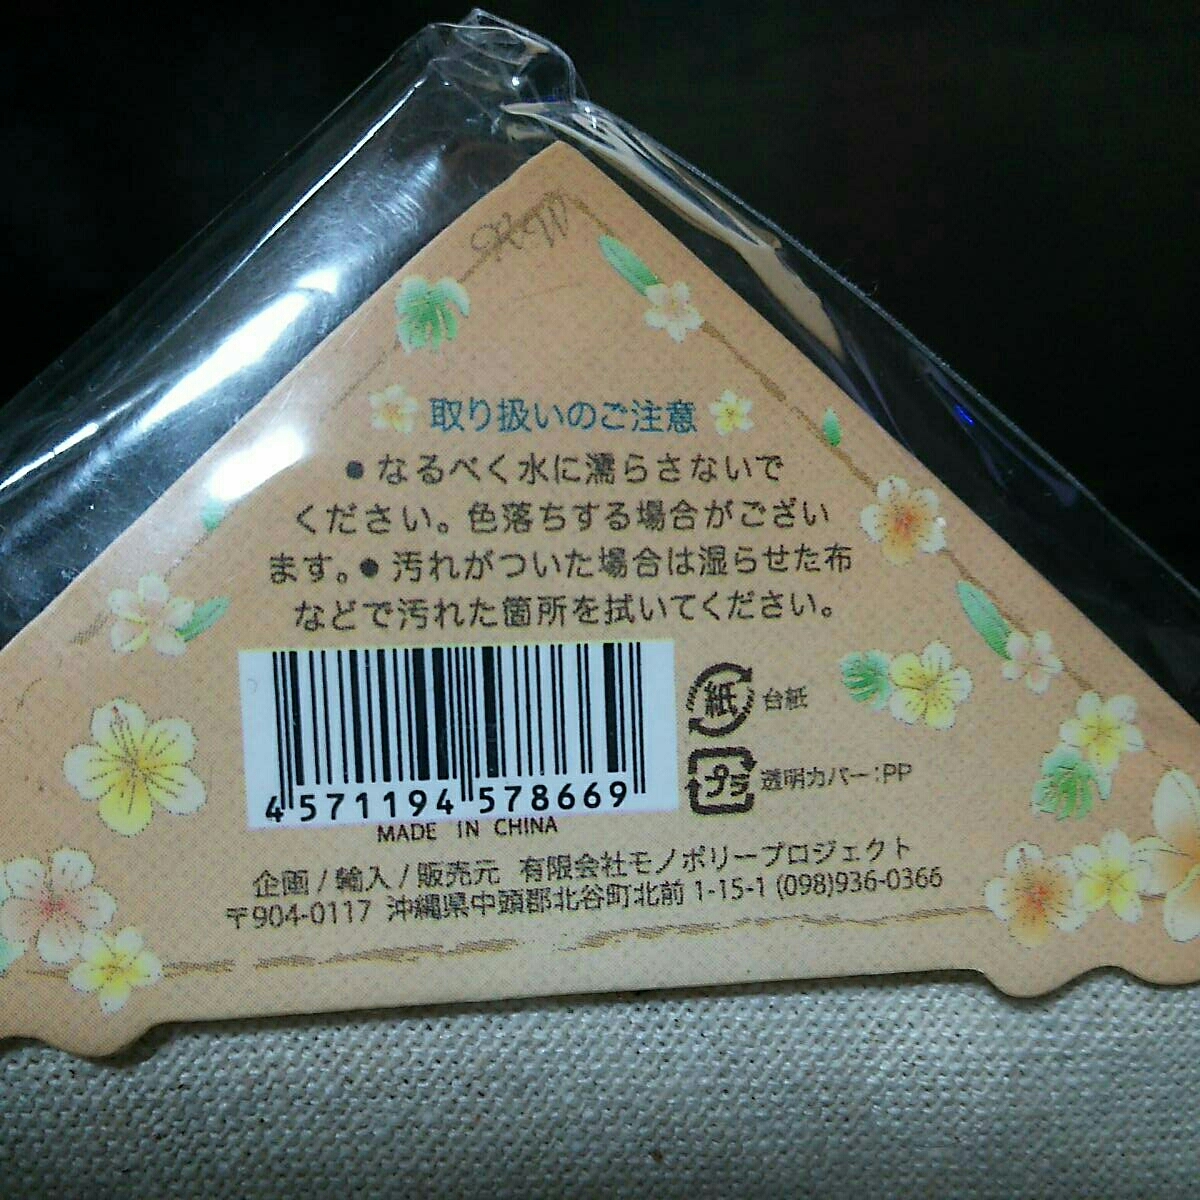 取り扱いのご注意
●なるべく水に濡らさないで
ください。色落ちする場合がござい
ます。●汚れがついた場合は湿らせた布
などで汚れた箇所を拭いてください。
紙 台紙
プラ 透明カバー:PP
4 571194 578669
MADE IN CHINA
企画/輸入/販売元 有限会社モノポリープロジェクト
〒904-0117 沖縄県中頭郡北谷町北前 1-15-1 (098)936-0366